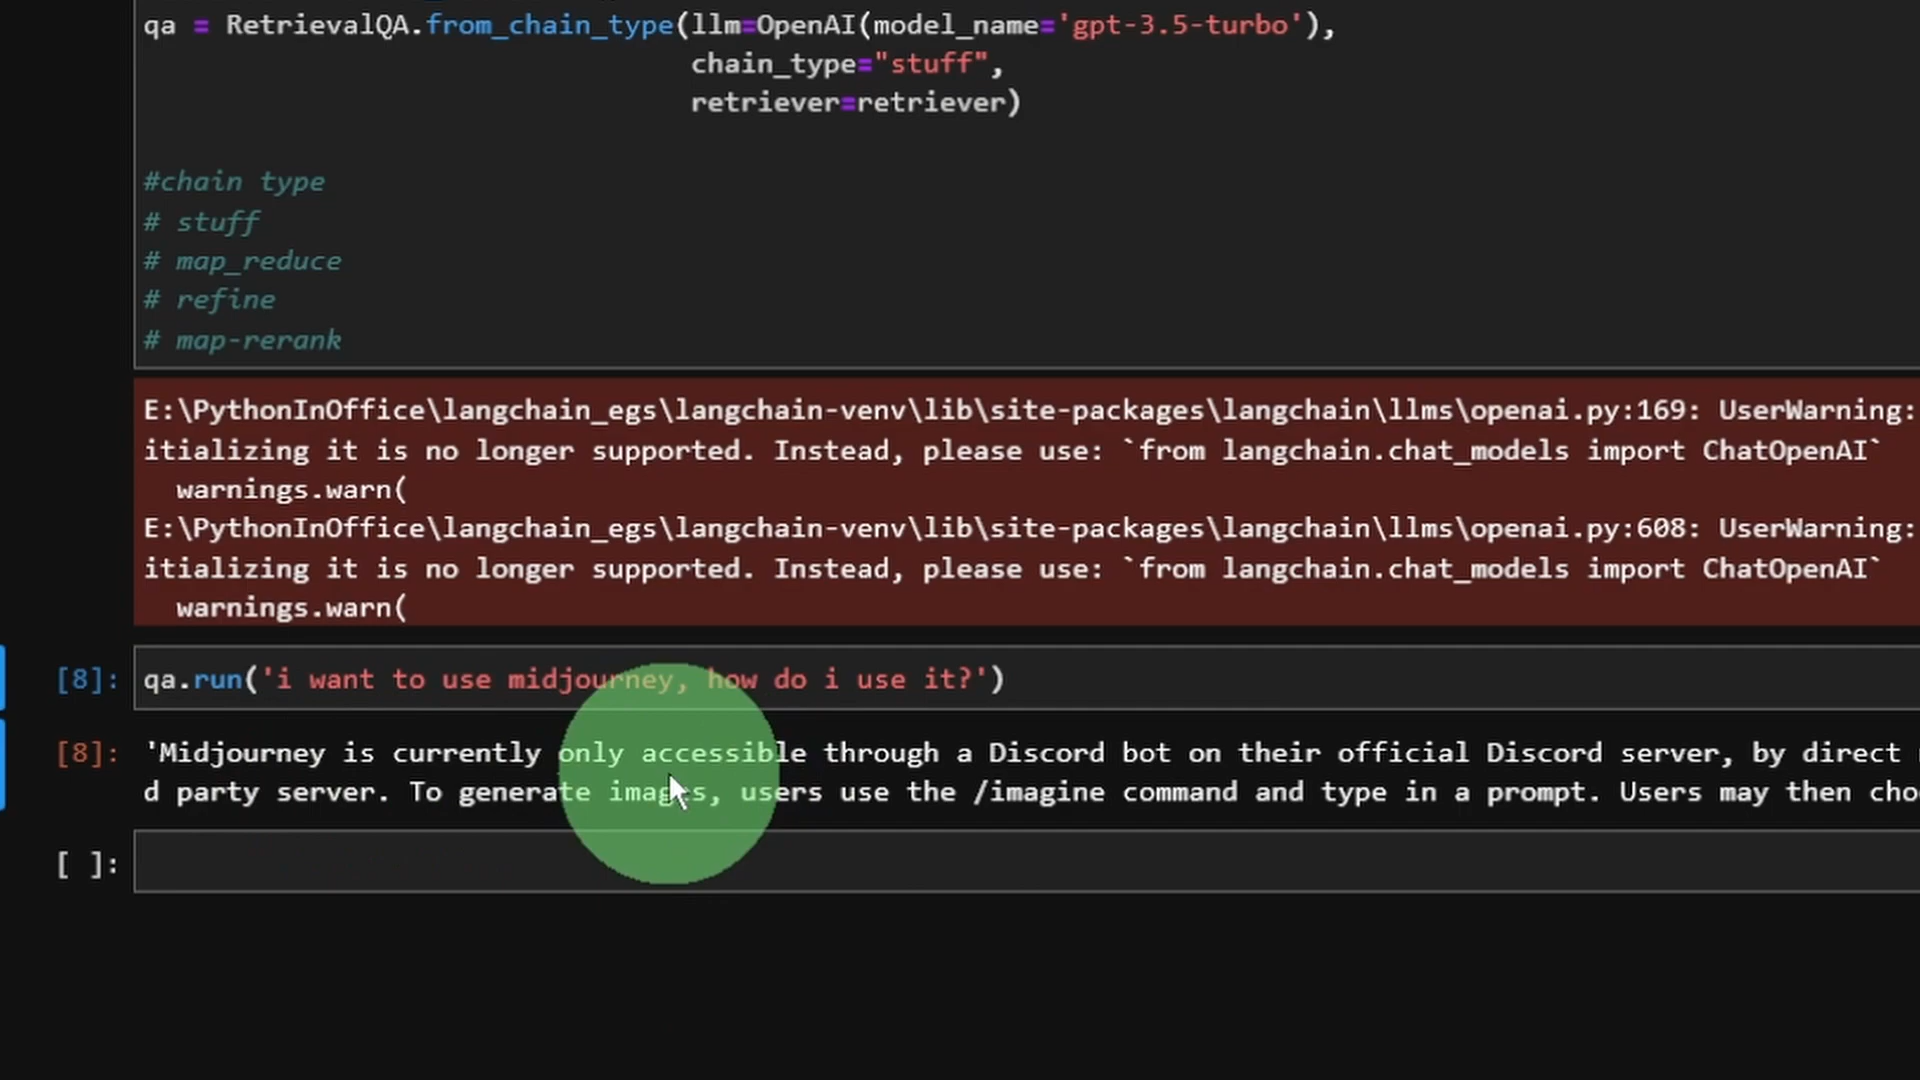 qa = RetrievalQA.from_chain_type(llm=OpenAI(model_name='gpt-3.5-turbo'),
chain_type="stuff",
retriever=retriever)
#chain type
# stuff
# map_reduce
# refine
# map-rerank
E:\PythonInOffice\langchain_egs\langchain-venv\lib\site-packages\langchain\llms\openai.py:169: UserWarning:
itializing it is no longer supported. Instead, please use: `from langchain.chat_models import ChatOpenAI`
warnings.warn(
E:\PythonInOffice\langchain_egs\langchain-venv\lib\site-packages\langchain\llms\openai.py:608: UserWarning:
itializing it is no longer supported. Instead, please use: `from langchain.chat_models import ChatOpenAI`
warnings.warn(
[8]: qa.run('i want to use midjourney, how do i use it?')
[8]: 'Midjourney is currently only accessible through a Discord bot on their official Discord server, by direct
d party server. To generate images, users use the /imagine command and type in a prompt. Users may then cho
[ ]: